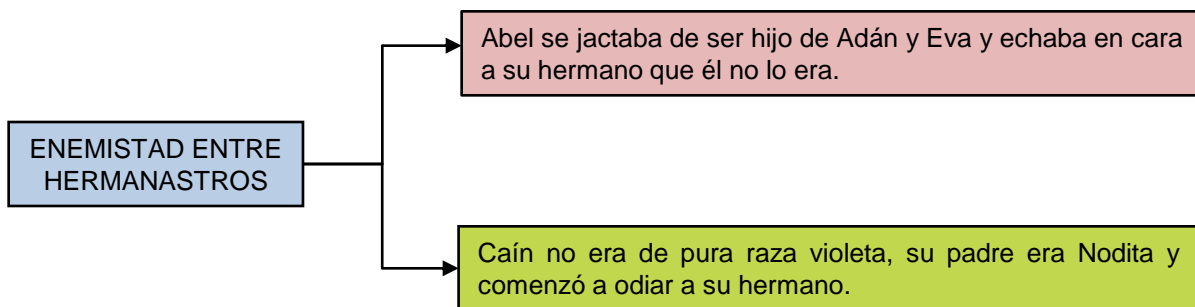 Abel se jactaba de ser hijo de Adán y Eva y echaba en cara
a su hermano que él no lo era.
ENEMISTAD ENTRE
HERMANASTROS
Caín no era de pura raza violeta, su padre era Nodita y
comenzó a odiar a su hermano.